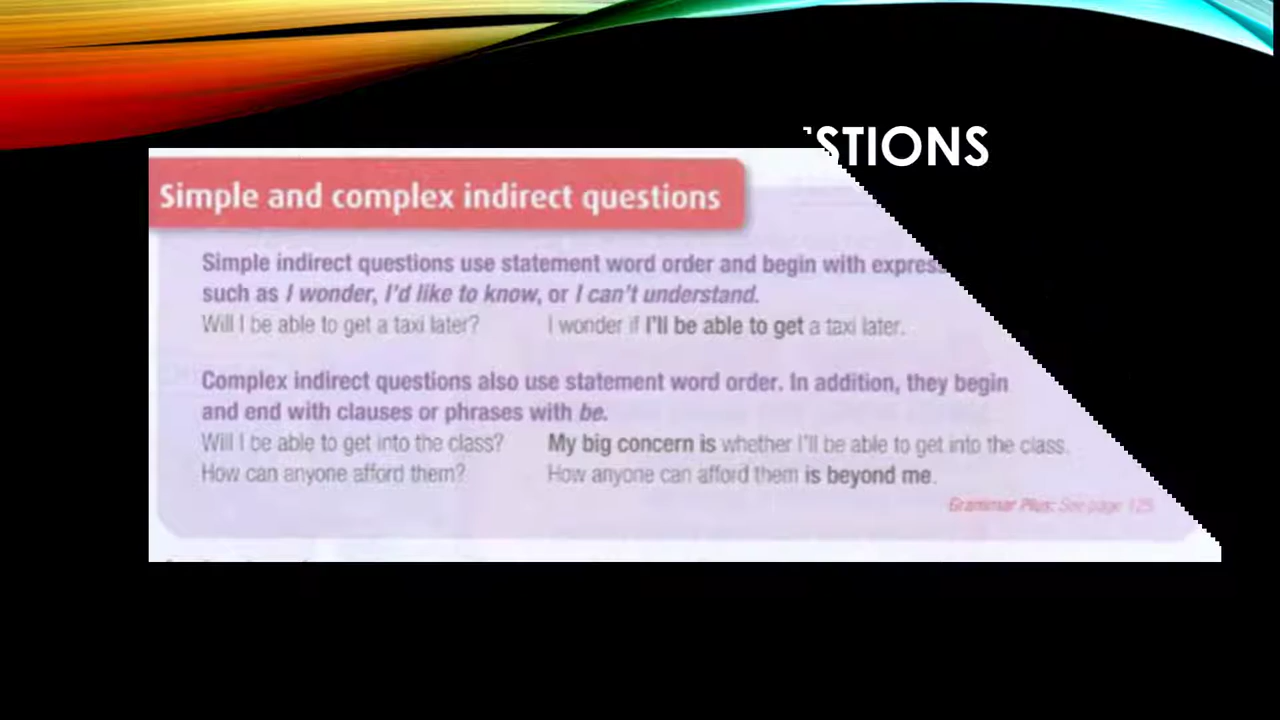 STIONS
Simple and complex indirect questions
Simple indirect questions use statement word order and begin with expres
such as I wonder, I'd like to know, or I can't understand.
Will I be able to get a taxi later? I wonder if I'll be able to get a taxi later.
Complex indirect questions also use statement word order. In addition, they begin
and end with clauses or phrases with be.
Will I be able to get into the class? My big concern is whether I'll be able to get into the class.
How can anyone afford them? How anyone can afford them is beyond me.
Grammar Plus: See page 125